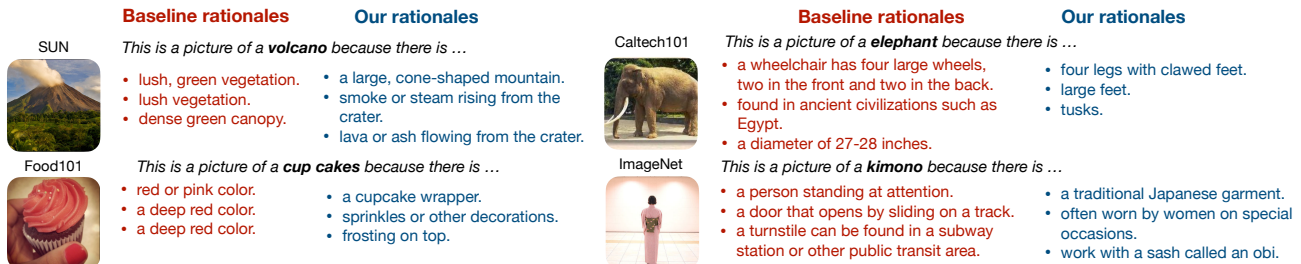 Baseline rationales
Our rationales
SUN
This is a picture of a volcano because there is …
• lush, green vegetation.
• lush vegetation.
• dense green canopy.
• a large, cone-shaped mountain.
• smoke or steam rising from the
crater.
• lava or ash flowing from the crater.
Food101
This is a picture of a cup cakes because there is …
• red or pink color.
• a deep red color.
• a deep red color.
• a cupcake wrapper.
• sprinkles or other decorations.
• frosting on top.
Baseline rationales
Our rationales
Caltech101
This is a picture of a elephant because there is …
• a wheelchair has four large wheels,
two in the front and two in the back.
• found in ancient civilizations such as
Egypt.
• a diameter of 27-28 inches.
• four legs with clawed feet.
• large feet.
• tusks.
ImageNet
This is a picture of a kimono because there is …
• a person standing at attention.
• a door that opens by sliding on a track.
• a turnstile can be found in a subway
station or other public transit area.
• a traditional Japanese garment.
• often worn by women on special
occasions.
• work with a sash called an obi.